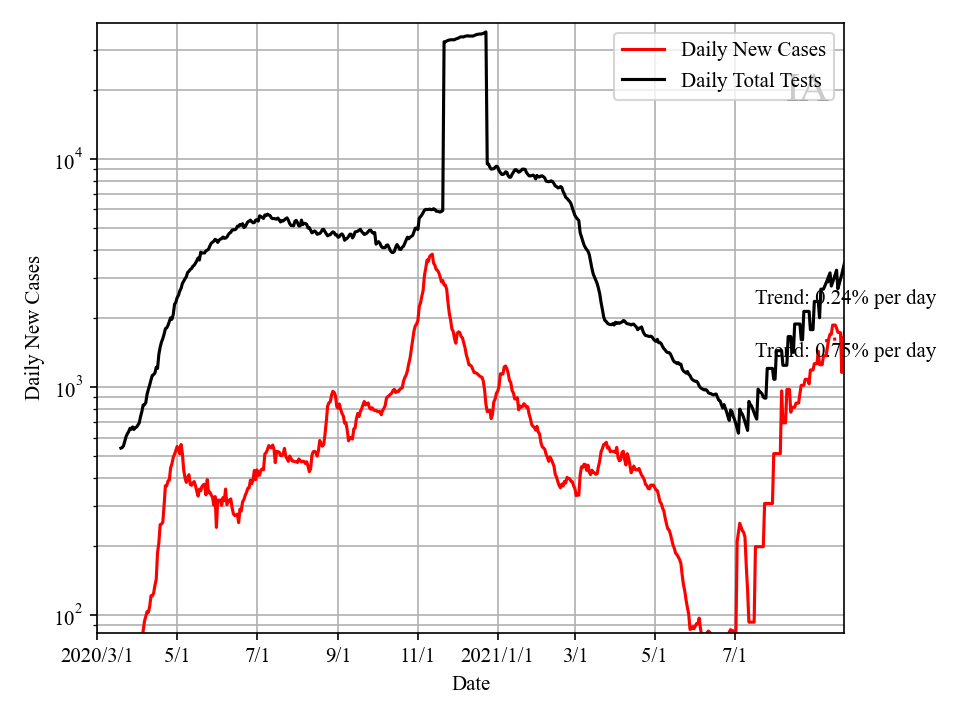 Daily New Cases
Daily Total Tests
IA
10^4
10^3
10^2
Daily New Cases
Trend: 0.24% per day
Trend: 0.75% per day
2020/3/1 5/1 7/1 9/1 11/1 2021/1/1 3/1 5/1 7/1
Date